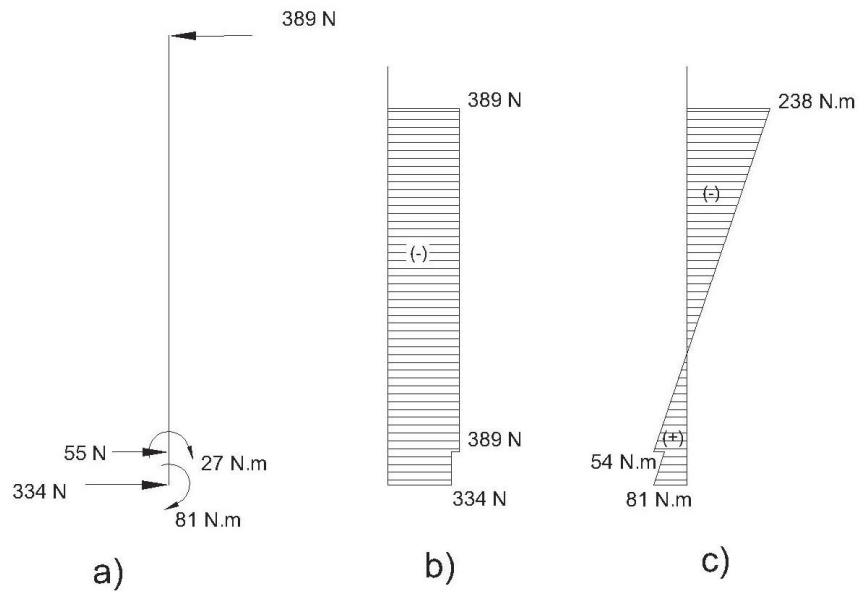 389 N
55 N
27 N.m
334 N
81 N.m
a)
389 N
(-)
389 N
334 N
b)
238 N.m
(-)
(+)
54 N.m
81 N.m
c)